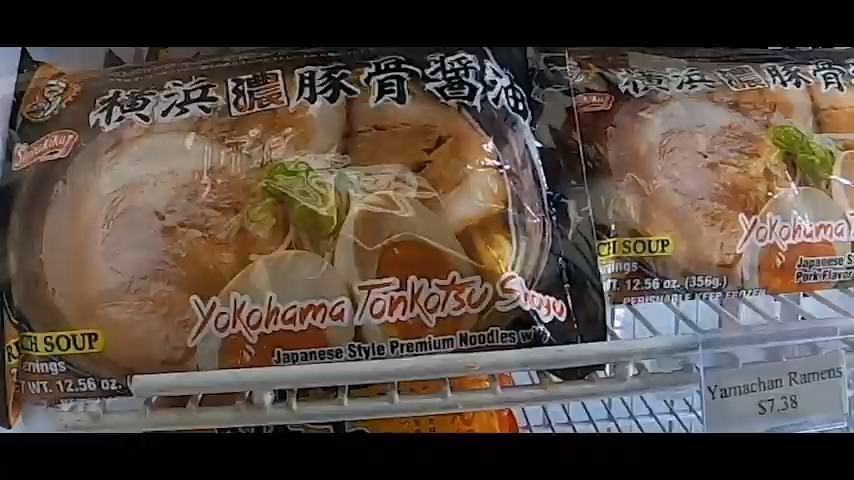 横浜濃豚骨醤油
Shirakiku
Yokohama Tonkotsu Shoyu
Japanese Style Premium Noodles w
CH SOUP
WT. 12.56 oz.
横浜濃豚骨
Yokohama T
Japanese S
Pork Flavor
CH SOUP
T. 12.56 oz. (356g.)
PERISHABLE KEEP FROZEN
Yamachan Ramens
$7.38